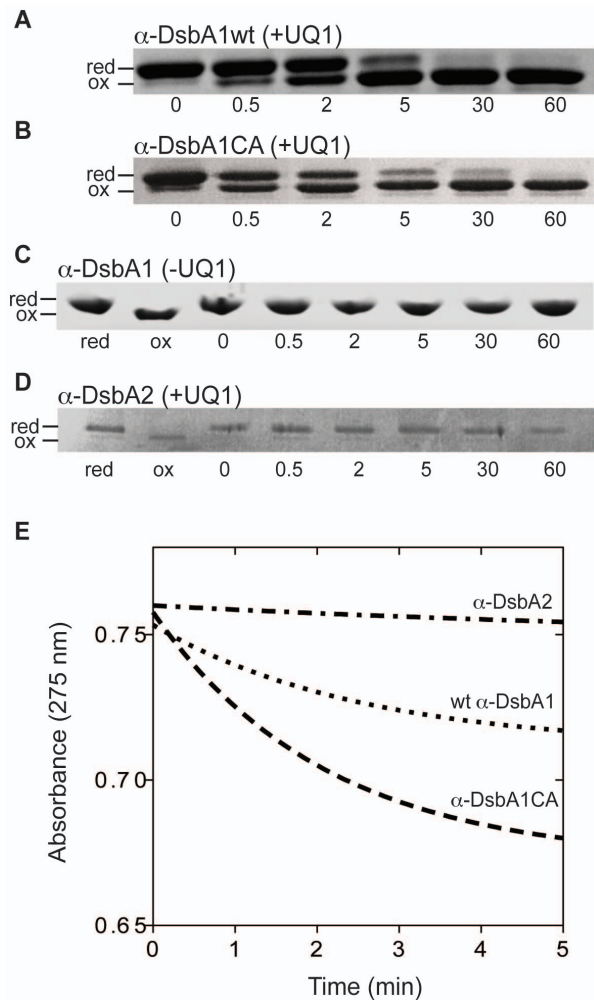 A
α-DsbA1wt (+UQ1)
red
ox
0 0.5 2 5 30 60
B
α-DsbA1CA (+UQ1)
red
ox
0 0.5 2 5 30 60
C
α-DsbA1 (-UQ1)
red
ox
red ox 0 0.5 2 5 30 60
D
α-DsbA2 (+UQ1)
red
ox
red ox 0 0.5 2 5 30 60
E
α-DsbA2
0.75
wt α-DsbA1
Absorbance (275 nm)
0.70
α-DsbA1CA
0.65
0 1 2 3 4 5
Time (min)